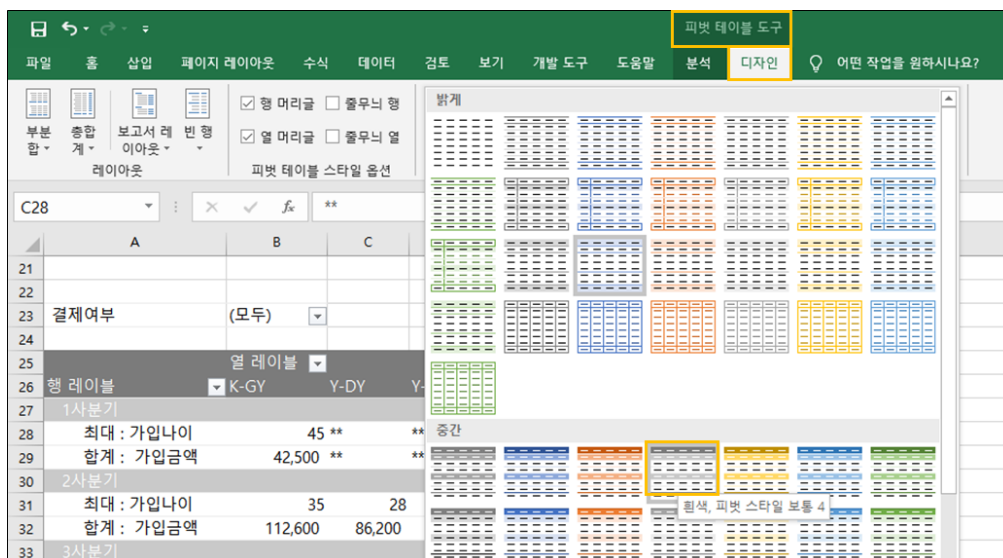 피벗 테이블 도구
파일 홈 삽입 페이지 레이아웃 수식 데이터 검토 보기 개발 도구 도움말 분석 디자인 어떤 작업을 원하시나요?
부분합 총합계 보고서 레이아웃 빈 행
행 머리글 줄무늬 행
열 머리글 줄무늬 열
레이아웃 피벗 테이블 스타일 옵션
밝게
C28 fx **
A B C
21
22
23 결제여부 (모두)
24
25 열 레이블
26 행 레이블 K-GY Y-DY Y-
27 1사분기
28 최대 : 가입나이 45 ** **
29 합계 : 가입금액 42,500 ** **
30 2사분기
31 최대 : 가입나이 35 28
32 합계 : 가입금액 112,600 86,200
33 3사분기
중간
흰색, 피벗 스타일 보통 4